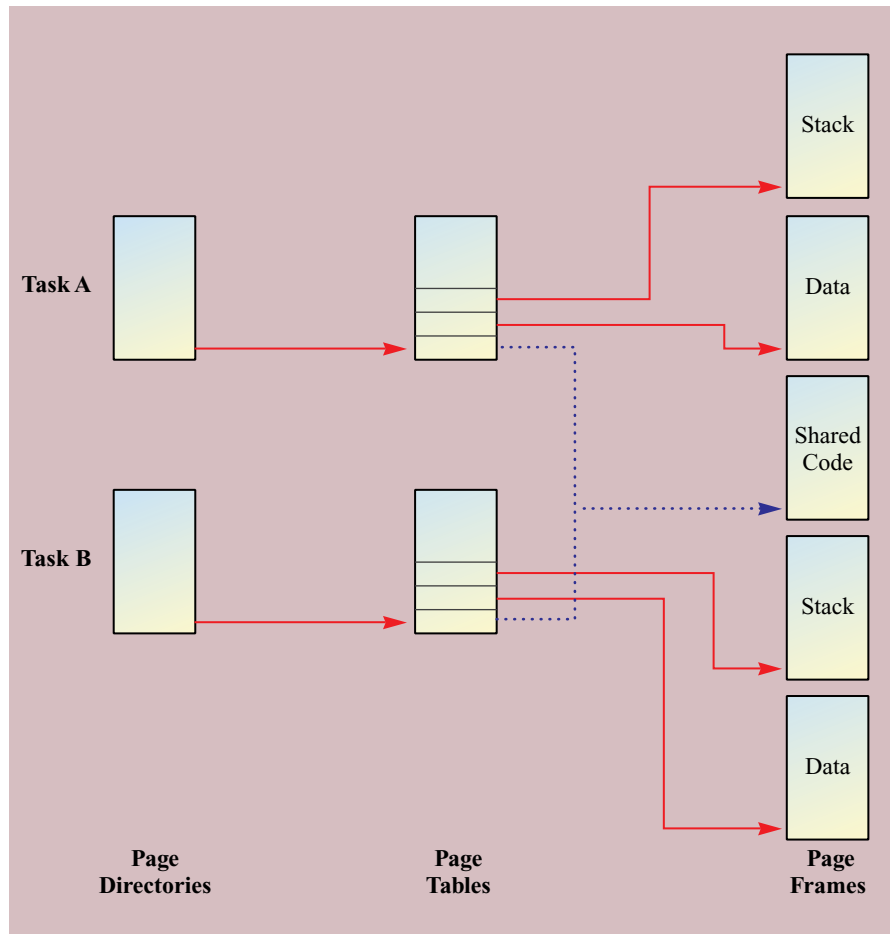 Stack
Task A
Data
Shared
Code
Task B
Stack
Data
Page
Directories
Page
Tables
Page
Frames